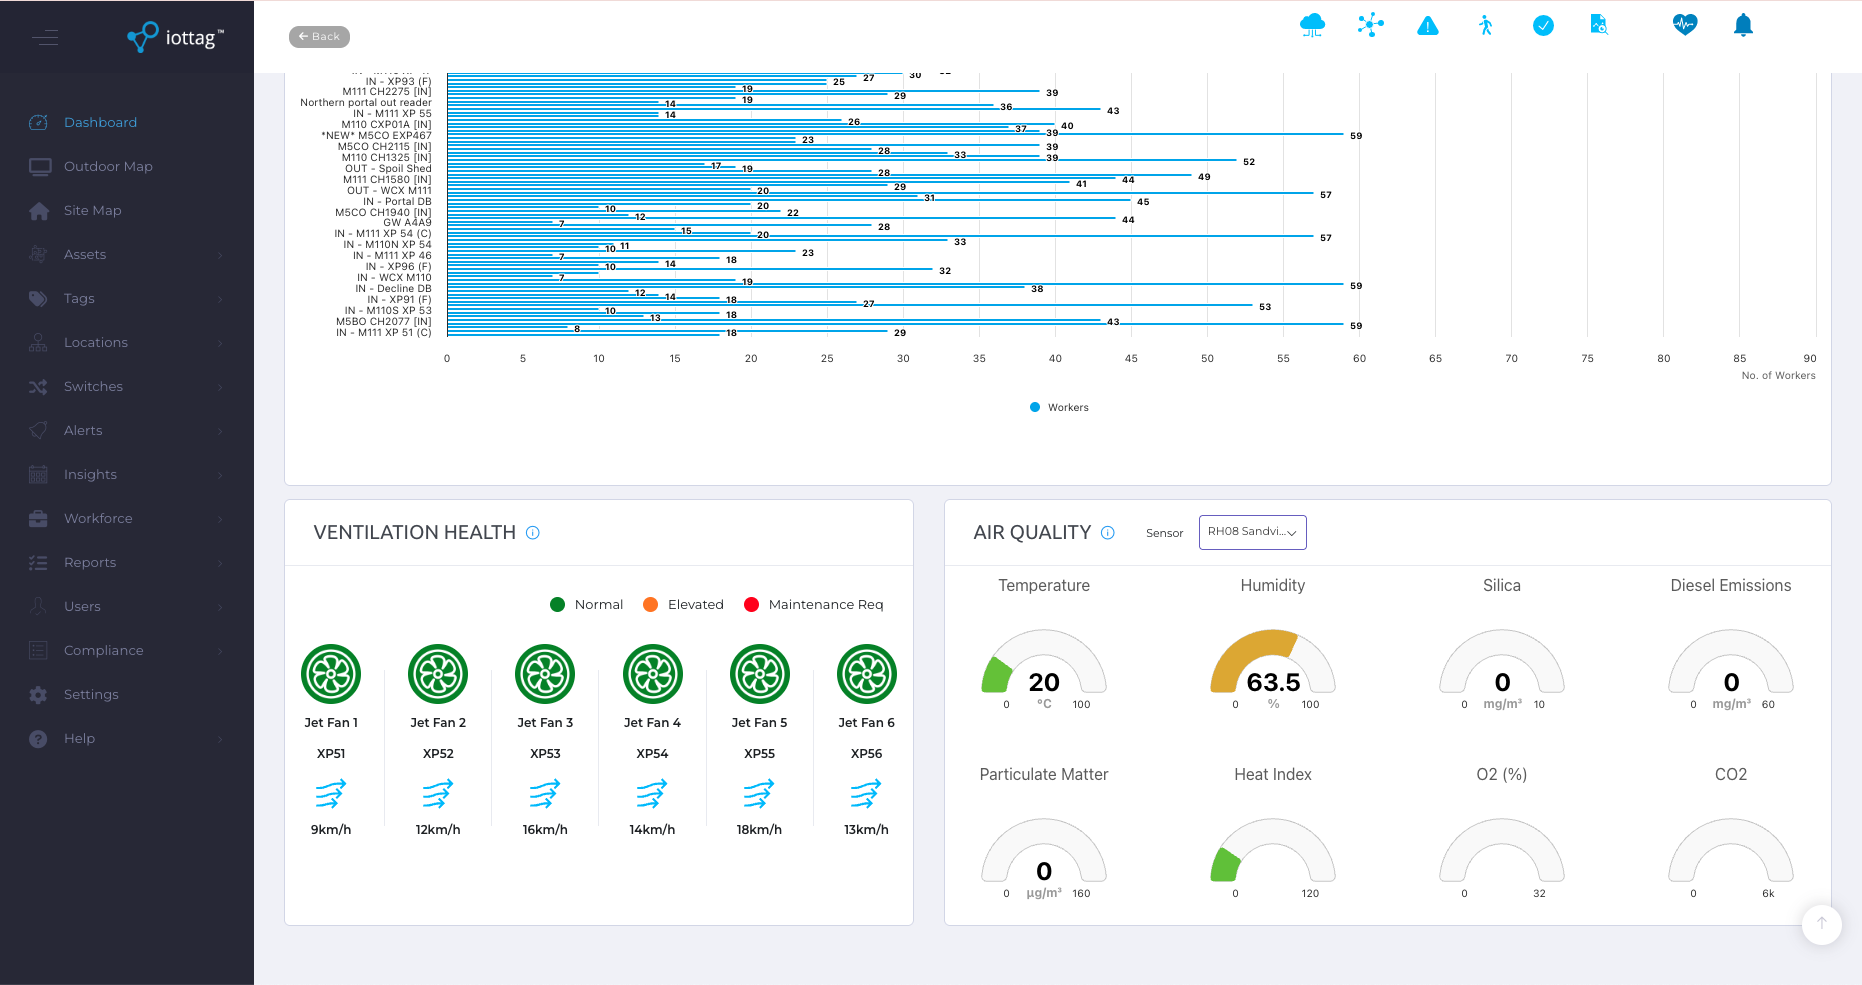 iottag™
Back
Dashboard
Outdoor Map
Site Map
Assets
Tags
Locations
Switches
Alerts
Insights
Workforce
Reports
Users
Compliance
Settings
Help
30
27
IN - XP93 (F) 25
M111 CH2275 [IN] 19 39
29
Northern portal out reader 19
14 36
IN - M111 XP 55 43
14
M110 CXP01A [IN] 26 40
37
*NEW* M5CO EXP467 39 59
23
M5CO CH2115 [IN] 39
28
M110 CH1325 [IN] 33 39
52
OUT - Spoil Shed 17
19
28
M111 CH1580 [IN] 49
44
41
OUT - WCX M111 29
20
57
IN - Portal DB 31
45
20
M5CO CH1940 [IN] 10
22
12
GW A4A9 44
7
28
IN - M111 XP 54 (C) 15
20
57
IN - M110N XP 54 33
11
10
IN - M111 XP 46 23
7
18
IN - XP96 (F) 14
10
32
IN - WCX M110 7
19
59
IN - Decline DB 38
12
IN - XP91 (F) 14
18
27
53
IN - M110S XP 53 10
18
M5BO CH2077 [IN] 13
43
59
IN - M111 XP 51 (C) 8
29
18
0 5 10 15 20 25 30 35 40 45 50 55 60 65 70 75 80 85 90
No. of Workers
Workers
VENTILATION HEALTH
Normal Elevated Maintenance Req
Jet Fan 1 Jet Fan 2 Jet Fan 3 Jet Fan 4 Jet Fan 5 Jet Fan 6
XP51 XP52 XP53 XP54 XP55 XP56
9km/h 12km/h 16km/h 14km/h 18km/h 13km/h
AIR QUALITY Sensor RH08 Sandvi...
Temperature Humidity Silica Diesel Emissions
20 63.5 0 0
0 ºC 100 0 % 100 0 mg/m³ 10 0 mg/m³ 60
Particulate Matter Heat Index O2 (%) CO2
0
0 µg/m³ 160 0 120 0 32 0 6k